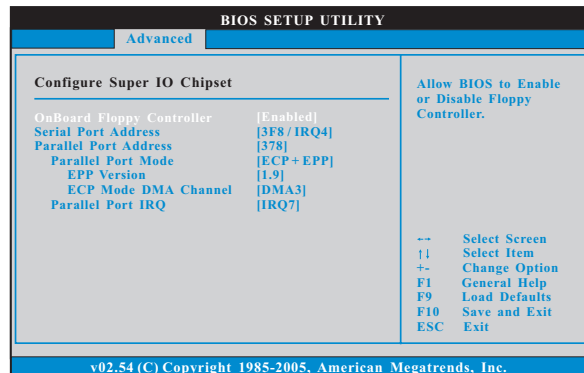 BIOS SETUP UTILITY
Advanced
Configure Super IO Chipset
OnBoard Floppy Controller [Enabled]
Serial Port Address [3F8 / IRQ4]
Parallel Port Address [378]
Parallel Port Mode [ECP + EPP]
EPP Version [1.9]
ECP Mode DMA Channel [DMA3]
Parallel Port IRQ [IRQ7]
Allow BIOS to Enable
or Disable Floppy
Controller.
←→ Select Screen
↑↓ Select Item
+- Change Option
F1 General Help
F9 Load Defaults
F10 Save and Exit
ESC Exit
v02.54 (C) Copyright 1985-2005, American Megatrends, Inc.